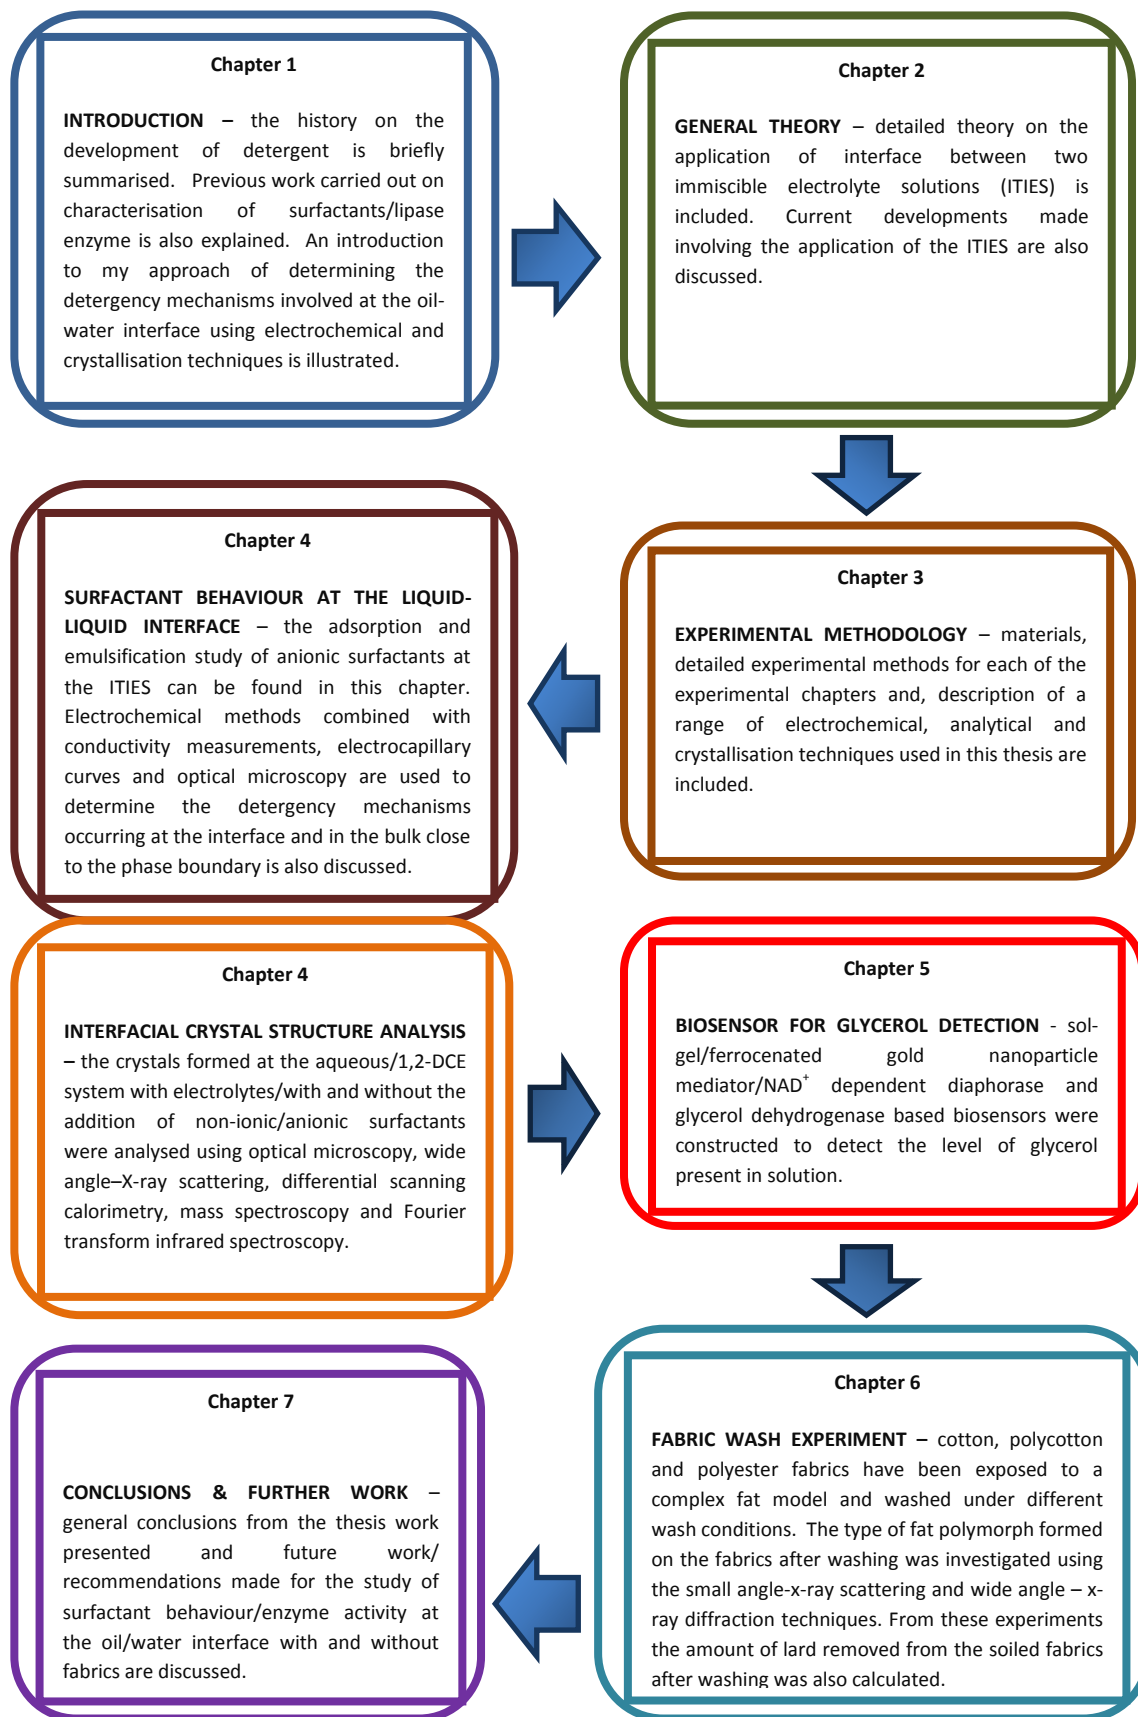 Chapter 1
INTRODUCTION – the history on the
development of detergent is briefly
summarised. Previous work carried out on
characterisation of surfactants/lipase
enzyme is also explained. An introduction
to my approach of determining the
detergency mechanisms involved at the oil-
water interface using electrochemical and
crystallisation techniques is illustrated.
Chapter 2
GENERAL THEORY – detailed theory on the
application of interface between two
immiscible electrolyte solutions (ITIES) is
included. Current developments made
involving the application of the ITIES are also
discussed.
Chapter 3
EXPERIMENTAL METHODOLOGY – materials,
detailed experimental methods for each of the
experimental chapters and, description of a
range of electrochemical, analytical and
crystallisation techniques used in this thesis are
included.
Chapter 4
SURFACTANT BEHAVIOUR AT THE LIQUID-
LIQUID INTERFACE – the adsorption and
emulsification study of anionic surfactants at
the ITIES can be found in this chapter.
Electrochemical methods combined with
conductivity measurements, electrocapillary
curves and optical microscopy are used to
determine the detergency mechanisms
occurring at the interface and in the bulk close
to the phase boundary is also discussed.
Chapter 4
INTERFACIAL CRYSTAL STRUCTURE ANALYSIS
– the crystals formed at the aqueous/1,2-DCE
system with electrolytes/with and without the
addition of non-ionic/anionic surfactants
were analysed using optical microscopy, wide
angle–X-ray scattering, differential scanning
calorimetry, mass spectroscopy and Fourier
transform infrared spectroscopy.
Chapter 5
BIOSENSOR FOR GLYCEROL DETECTION - sol-
gel/ferrocenated gold nanoparticle
mediator/NAD+ dependent diaphorase and
glycerol dehydrogenase based biosensors were
constructed to detect the level of glycerol
present in solution.
Chapter 6
FABRIC WASH EXPERIMENT – cotton, polycotton
and polyester fabrics have been exposed to a
complex fat model and washed under different
wash conditions. The type of fat polymorph formed
on the fabrics after washing was investigated using
the small angle-x-ray scattering and wide angle – x-
ray diffraction techniques. From these experiments
the amount of lard removed from the soiled fabrics
after washing was also calculated.
Chapter 7
CONCLUSIONS & FURTHER WORK –
general conclusions from the thesis work
presented and future work/
recommendations made for the study of
surfactant behaviour/enzyme activity at
the oil/water interface with and without
fabrics are discussed.